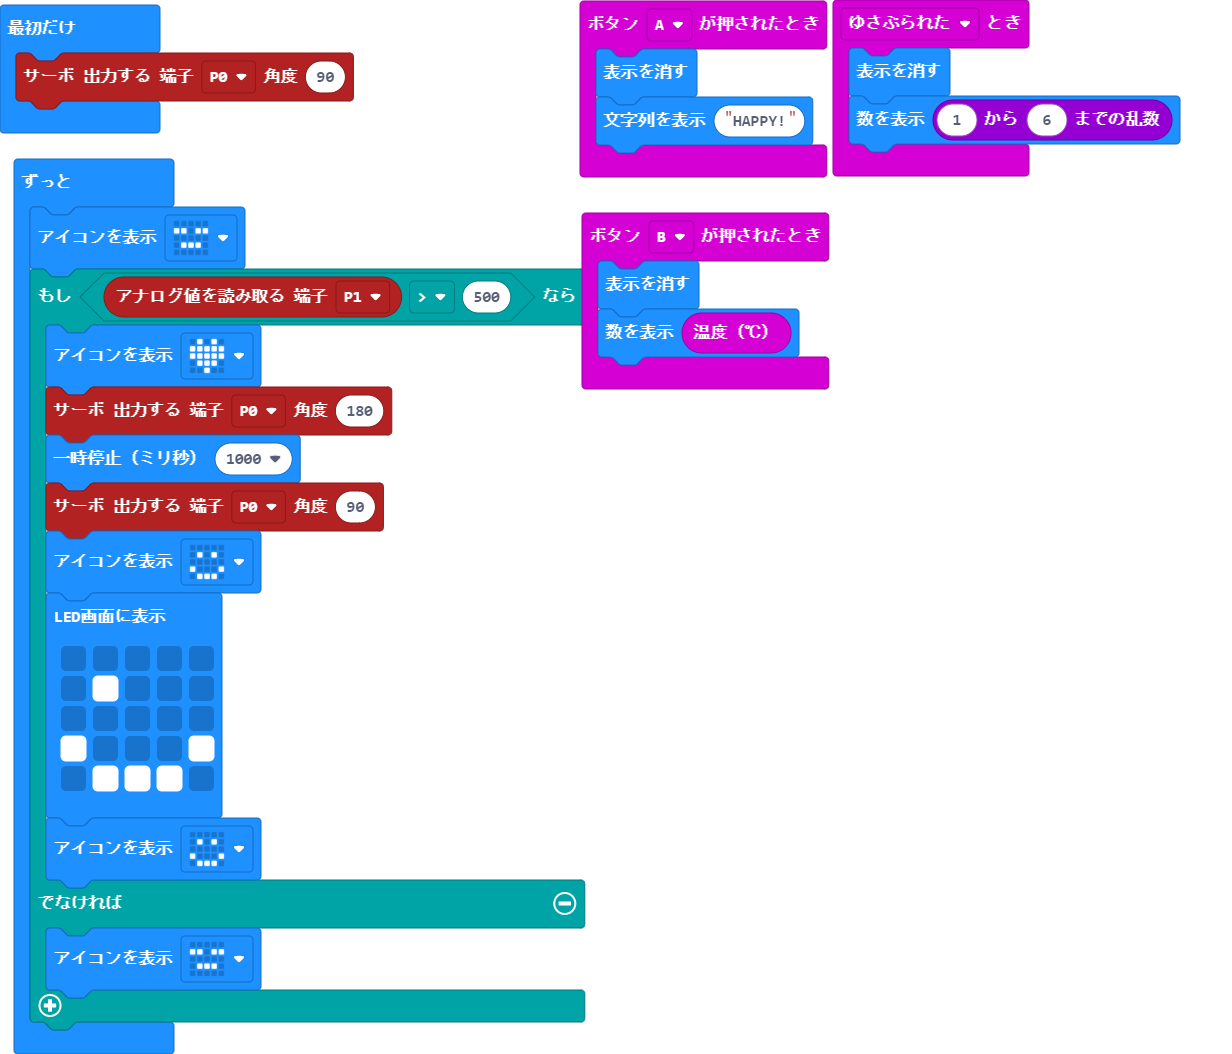 最初だけ
サーボ 出力する 端子 P0 角度 90
ずっと
アイコンを表示
もし アナログ値を読み取る 端子 P1 > 500 なら
アイコンを表示
サーボ 出力する 端子 P0 角度 180
一時停止（ミリ秒） 1000
サーボ 出力する 端子 P0 角度 90
アイコンを表示
LED画面に表示
アイコンを表示
でなければ
アイコンを表示
ボタン A が押されたとき
表示を消す
文字列を表示 "HAPPY!"
ゆさぶられた とき
表示を消す
数を表示 1 から 6 までの乱数
ボタン B が押されたとき
表示を消す
数を表示 温度（℃）